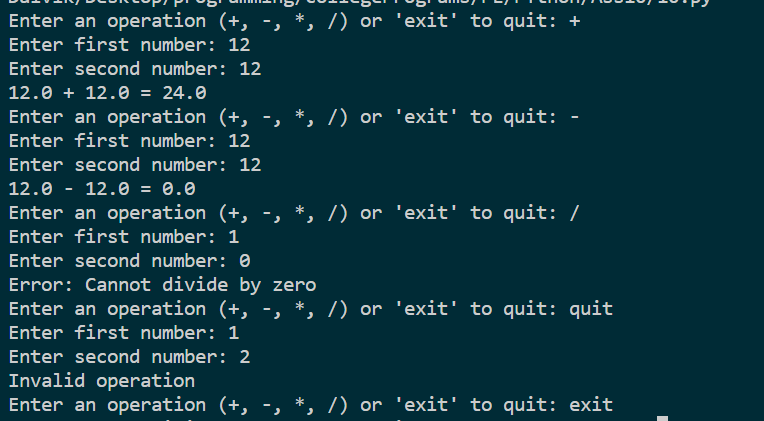 Enter an operation (+, -, *, /) or 'exit' to quit: +
Enter first number: 12
Enter second number: 12
12.0 + 12.0 = 24.0
Enter an operation (+, -, *, /) or 'exit' to quit: -
Enter first number: 12
Enter second number: 12
12.0 - 12.0 = 0.0
Enter an operation (+, -, *, /) or 'exit' to quit: /
Enter first number: 1
Enter second number: 0
Error: Cannot divide by zero
Enter an operation (+, -, *, /) or 'exit' to quit: quit
Enter first number: 1
Enter second number: 2
Invalid operation
Enter an operation (+, -, *, /) or 'exit' to quit: exit